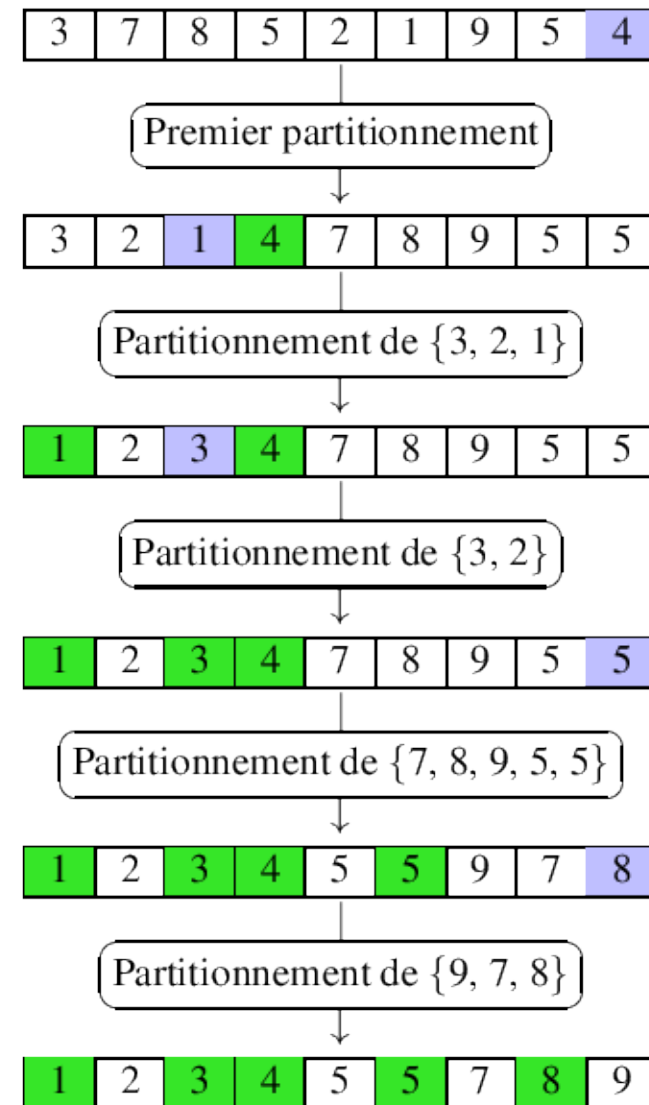 3 7 8 5 2 1 9 5 4
Premier partitionnement
3 2 1 4 7 8 9 5 5
Partitionnement de {3, 2, 1}
1 2 3 4 7 8 9 5 5
Partitionnement de {3, 2}
1 2 3 4 7 8 9 5 5
Partitionnement de {7, 8, 9, 5, 5}
1 2 3 4 5 5 9 7 8
Partitionnement de {9, 7, 8}
1 2 3 4 5 5 7 8 9